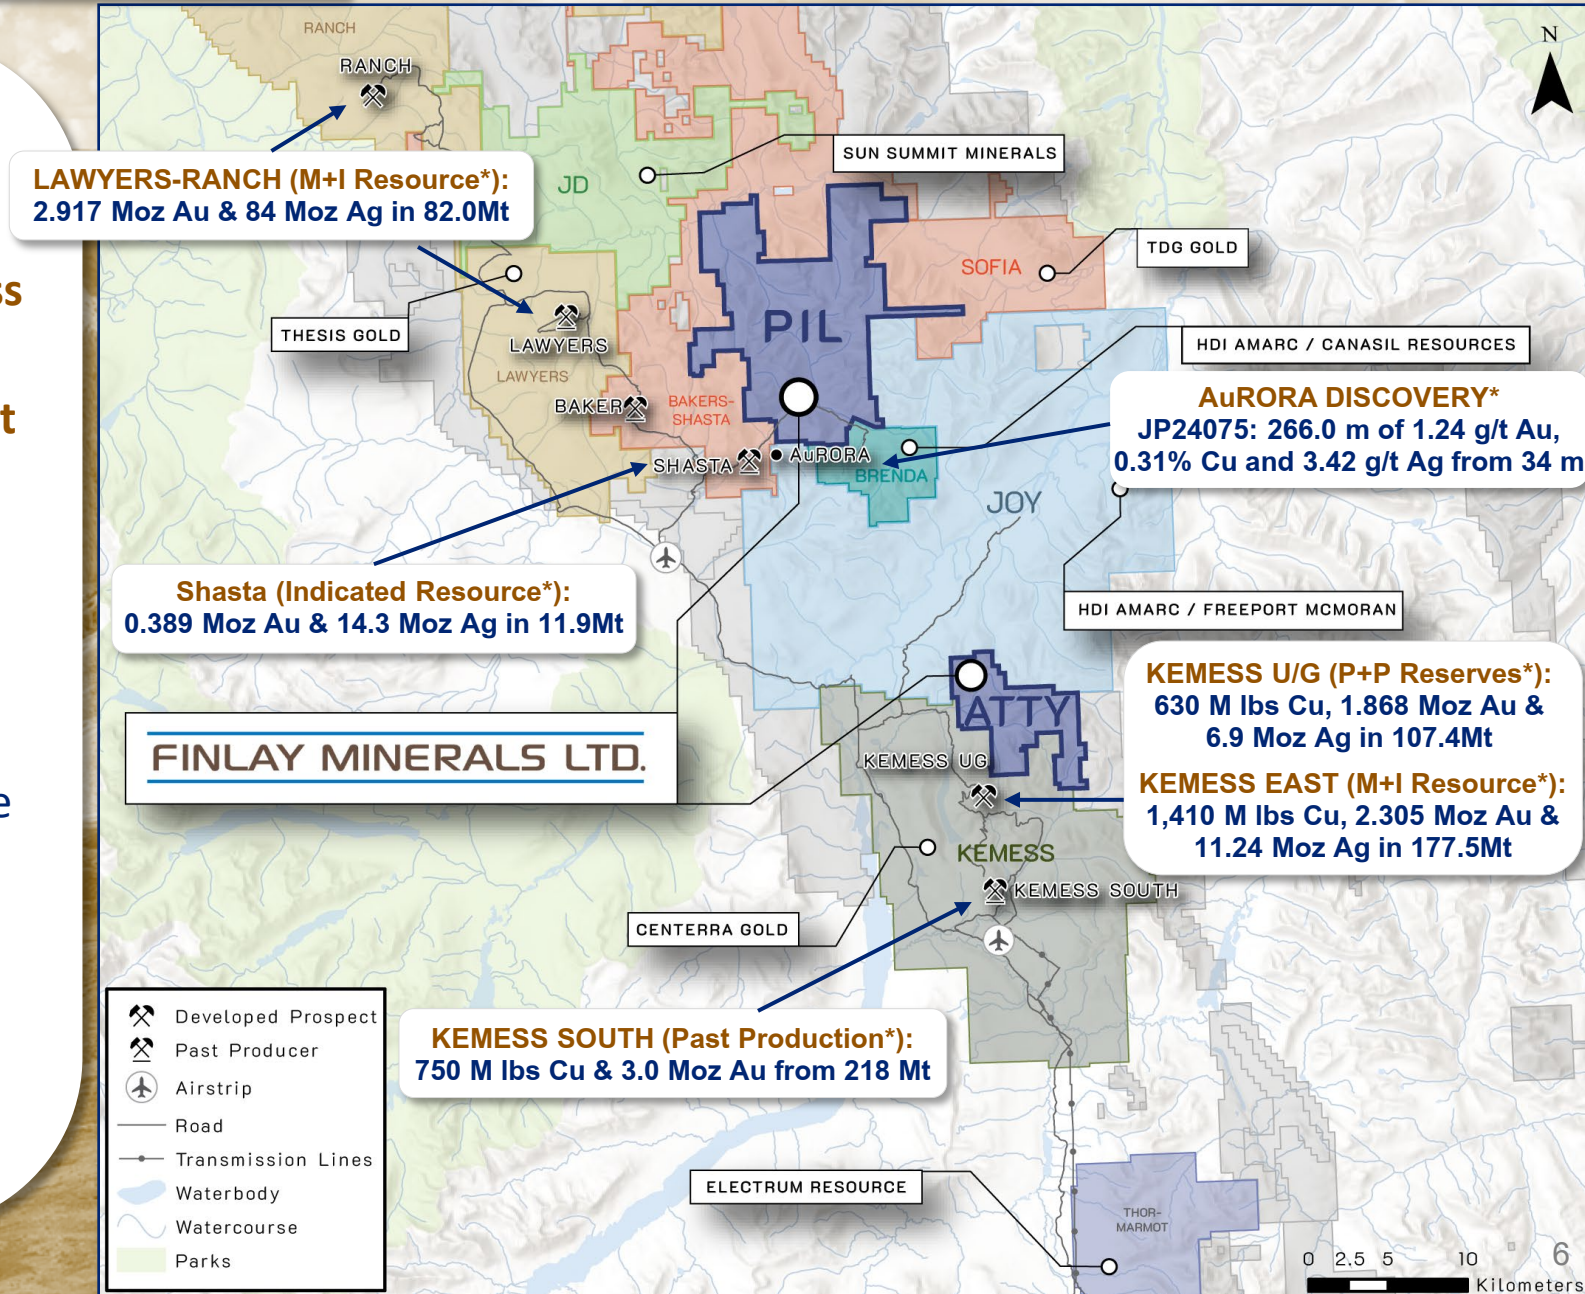 RANCH
RANCH
N
SUN SUMMIT MINERALS
LAWYERS-RANCH (M+I Resource*):
2.917 Moz Au & 84 Moz Ag in 82.0Mt
JD
TDG GOLD
SOFIA
ss
THESIS GOLD
PIL
LAWYERS
HDI AMARC / CANASIL RESOURCES
LAWYERS
t
BAKER
BAKERS-
SHASTA
AuRORA DISCOVERY*
JP24075: 266.0 m of 1.24 g/t Au,
0.31% Cu and 3.42 g/t Ag from 34 m
SHASTA
AuRORA
BRENDA
JOY
Shasta (Indicated Resource*):
0.389 Moz Au & 14.3 Moz Ag in 11.9Mt
HDI AMARC / FREEPORT MCMORAN
KEMESS U/G (P+P Reserves*):
630 M lbs Cu, 1.868 Moz Au &
6.9 Moz Ag in 107.4Mt
KEMESS EAST (M+I Resource*):
1,410 M lbs Cu, 2.305 Moz Au &
11.24 Moz Ag in 177.5Mt
ATTY
FINLAY MINERALS LTD.
KEMESS UG
e
KEMESS
KEMESS SOUTH
CENTERRA GOLD
KEMESS SOUTH (Past Production*):
750 M lbs Cu & 3.0 Moz Au from 218 Mt
Developed Prospect
Past Producer
Airstrip
Road
Transmission Lines
Waterbody
Watercourse
Parks
ELECTRUM RESOURCE
THOR-
MARMOT
0 2.5 5 10
Kilometers
6